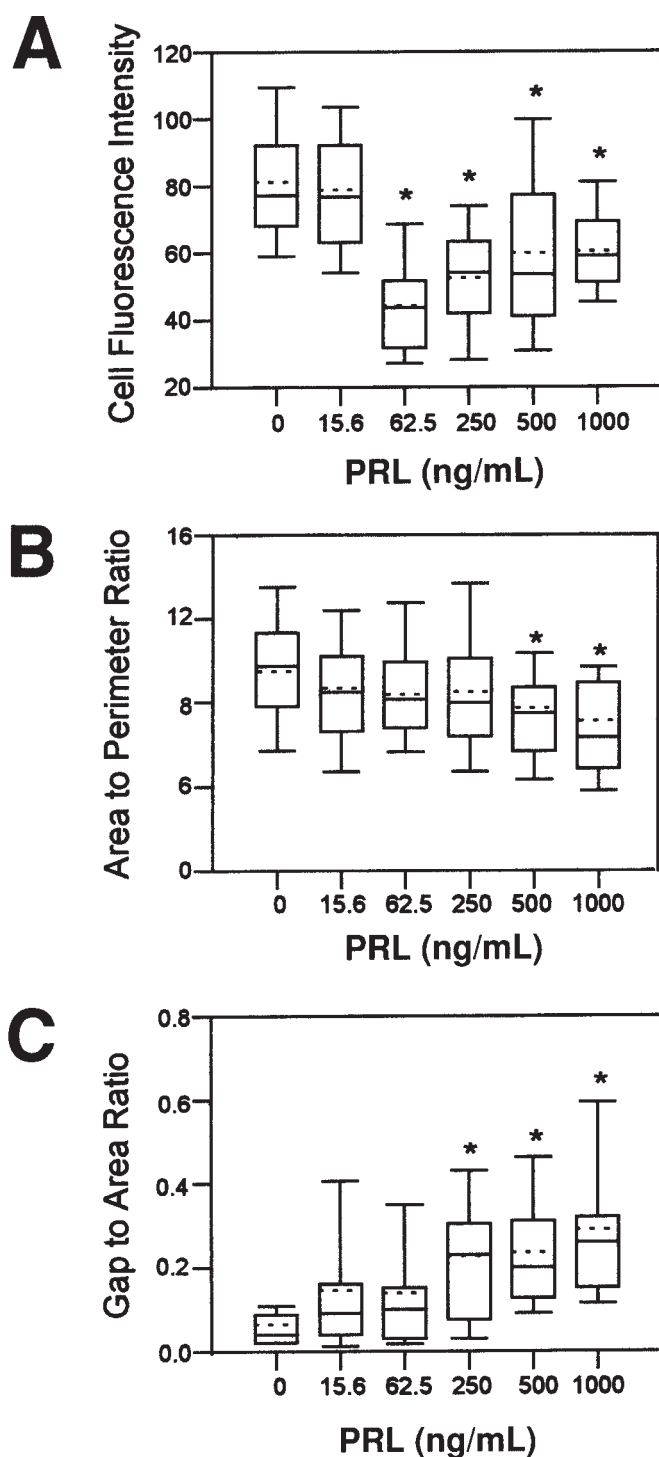 A
Cell Fluorescence Intensity
120
100
80
60
40
20
* * * *
0 15.6 62.5 250 500 1000
PRL (ng/mL)
B
Area to Perimeter Ratio
16
12
8
6
0
* *
0 15.6 62.5 250 500 1000
PRL (ng/mL)
C
Gap to Area Ratio
0.8
0.6
0.4
0.2
0.0
* * *
0 15.6 62.5 250 500 1000
PRL (ng/mL)